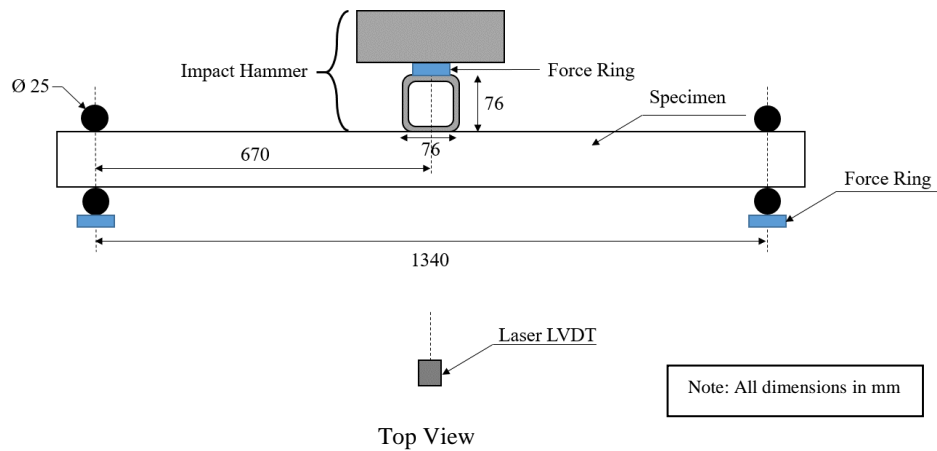 Impact Hammer
Force Ring
Ø 25
76
Specimen
76
670
Force Ring
1340
Laser LVDT
Note: All dimensions in mm
Top View